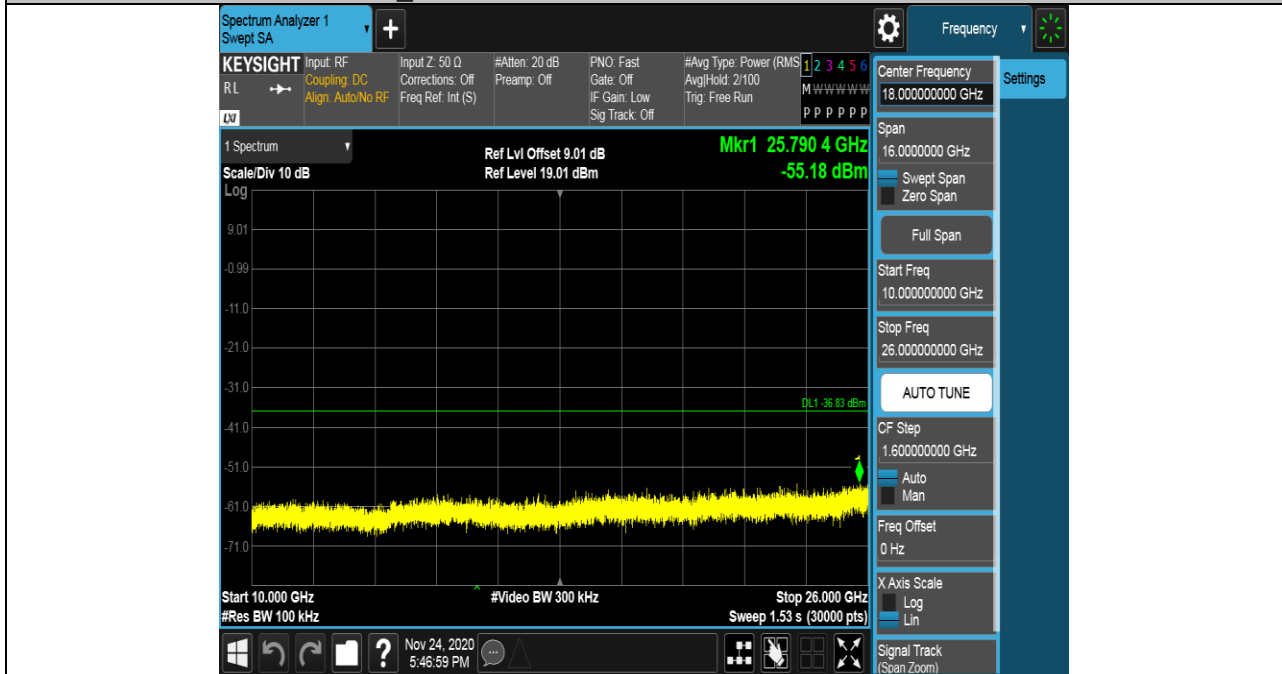 Spectrum Analyzer 1
Swept SA
+
Frequency
KEYSIGHT
RL
LXI
Input: RF
Coupling: DC
Align: Auto/No RF
Input Z: 50 Ω
Corrections: Off
Freq Ref: Int (S)
#Atten: 20 dB
Preamp: Off
PNO: Fast
Gate: Off
IF Gain: Low
Sig Track: Off
#Avg Type: Power (RMS
Avg|Hold: 2/100
Trig: Free Run
1 2 3 4 5 6
M W W W W W
P P P P P P
1 Spectrum
Scale/Div 10 dB
Log
Ref Lvl Offset 9.01 dB
Ref Level 19.01 dBm
Mkr1 25.790 4 GHz
-55.18 dBm
9.01
-0.99
-11.0
-21.0
-31.0
DL1 -36.83 dBm
-41.0
-51.0
1
-61.0
-71.0
Start 10.000 GHz
#Video BW 300 kHz
Stop 26.000 GHz
#Res BW 100 kHz
Sweep 1.53 s (30000 pts)
?
Nov 24, 2020
5:46:59 PM
Center Frequency
18.000000000 GHz
Settings
Span
16.0000000 GHz
Swept Span
Zero Span
Full Span
Start Freq
10.000000000 GHz
Stop Freq
26.000000000 GHz
AUTO TUNE
CF Step
1.600000000 GHz
Auto
Man
Freq Offset
0 Hz
X Axis Scale
Log
Lin
Signal Track
(Span Zoom)